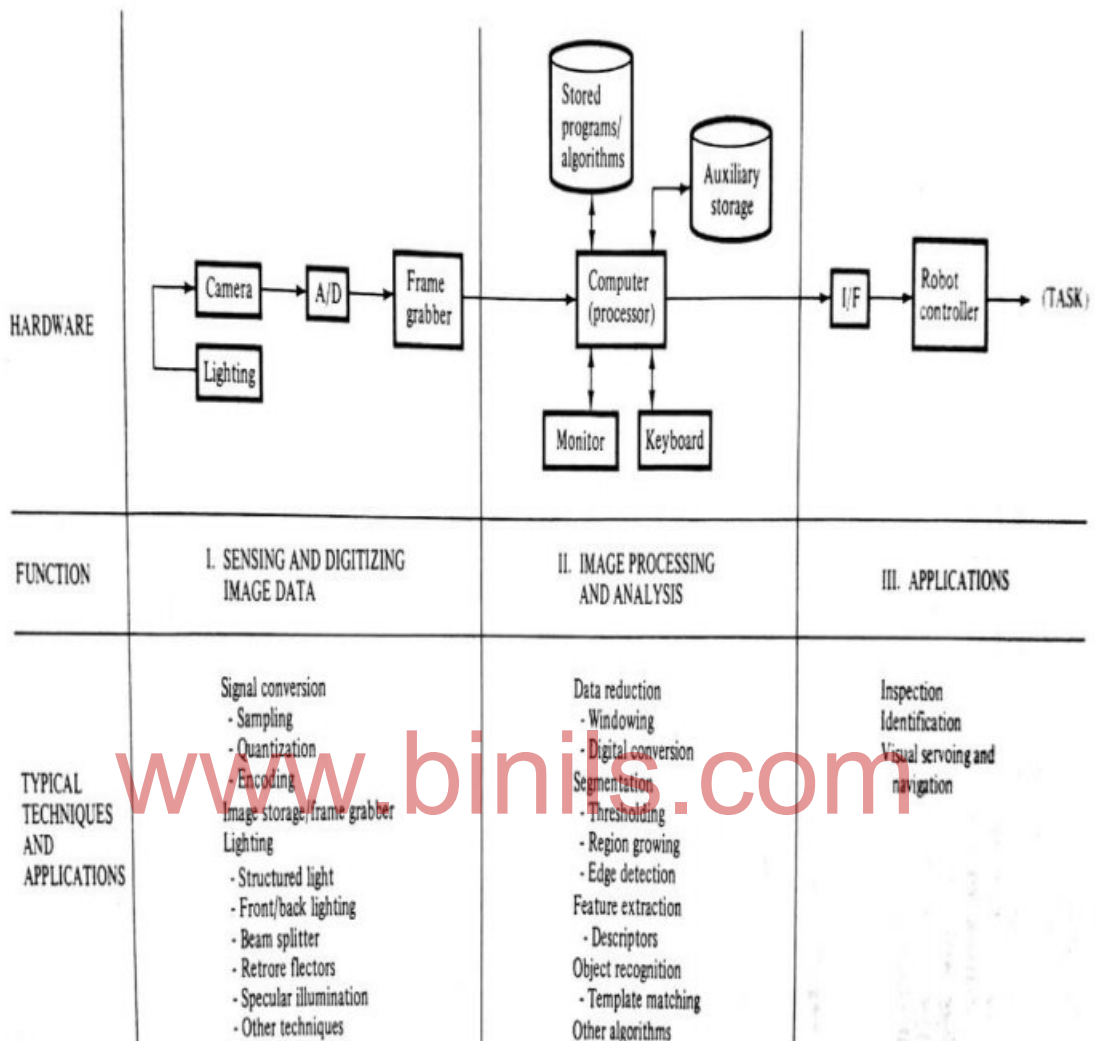 Stored
programs/
algorithms
Auxiliary
storage
HARDWARE
Camera
A/D
Frame
grabber
Computer
(processor)
I/F
Robot
controller
(TASK)
Lighting
Monitor
Keyboard
FUNCTION
I. SENSING AND DIGITIZING
IMAGE DATA
II. IMAGE PROCESSING
AND ANALYSIS
III. APPLICATIONS
TYPICAL
TECHNIQUES
AND
APPLICATIONS
Signal conversion
- Sampling
- Quantization
- Encoding
Image storage/frame grabber
Lighting
- Structured light
- Front/back lighting
- Beam splitter
- Retrore flectors
- Specular illumination
- Other techniques
Data reduction
- Windowing
- Digital conversion
Segmentation
- Thresholding
- Region growing
- Edge detection
Feature extraction
- Descriptors
Object recognition
- Template matching
Other algorithms
Inspection
Identification
Visual servoing and
navigation
www.binils.com